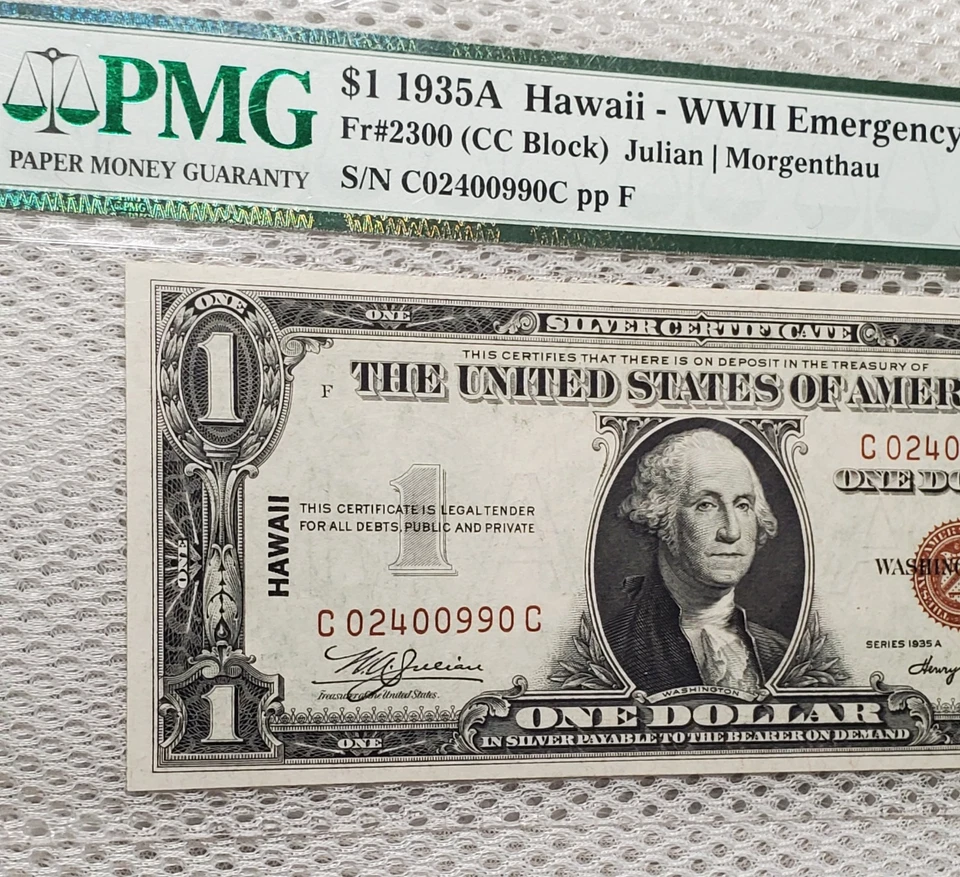 PMG
PAPER MONEY GUARANTY
$1 1935A Hawaii - WWII Emergency
Fr#2300 (CC Block) Julian | Morgenthau
S/N C02400990C pp F
PMG
ONE
ONE
SILVER CERTIFICATE
1
THIS CERTIFIES THAT THERE IS ON DEPOSIT IN THE TREASURY OF
F
THE UNITED STATES OF AMER
C 0240
ONE DO
1
THIS CERTIFICATE IS LEGAL TENDER
FOR ALL DEBTS, PUBLIC AND PRIVATE
HAWAII
ONE
WASHING
C 02400990 C
SERIES 1935 A
W A Julian
Henry
Treasurer of the United States.
WASHINGTON
1
ONE DOLLAR
ONE
IN SILVER PAYABLE TO THE BEARER ON DEMAND